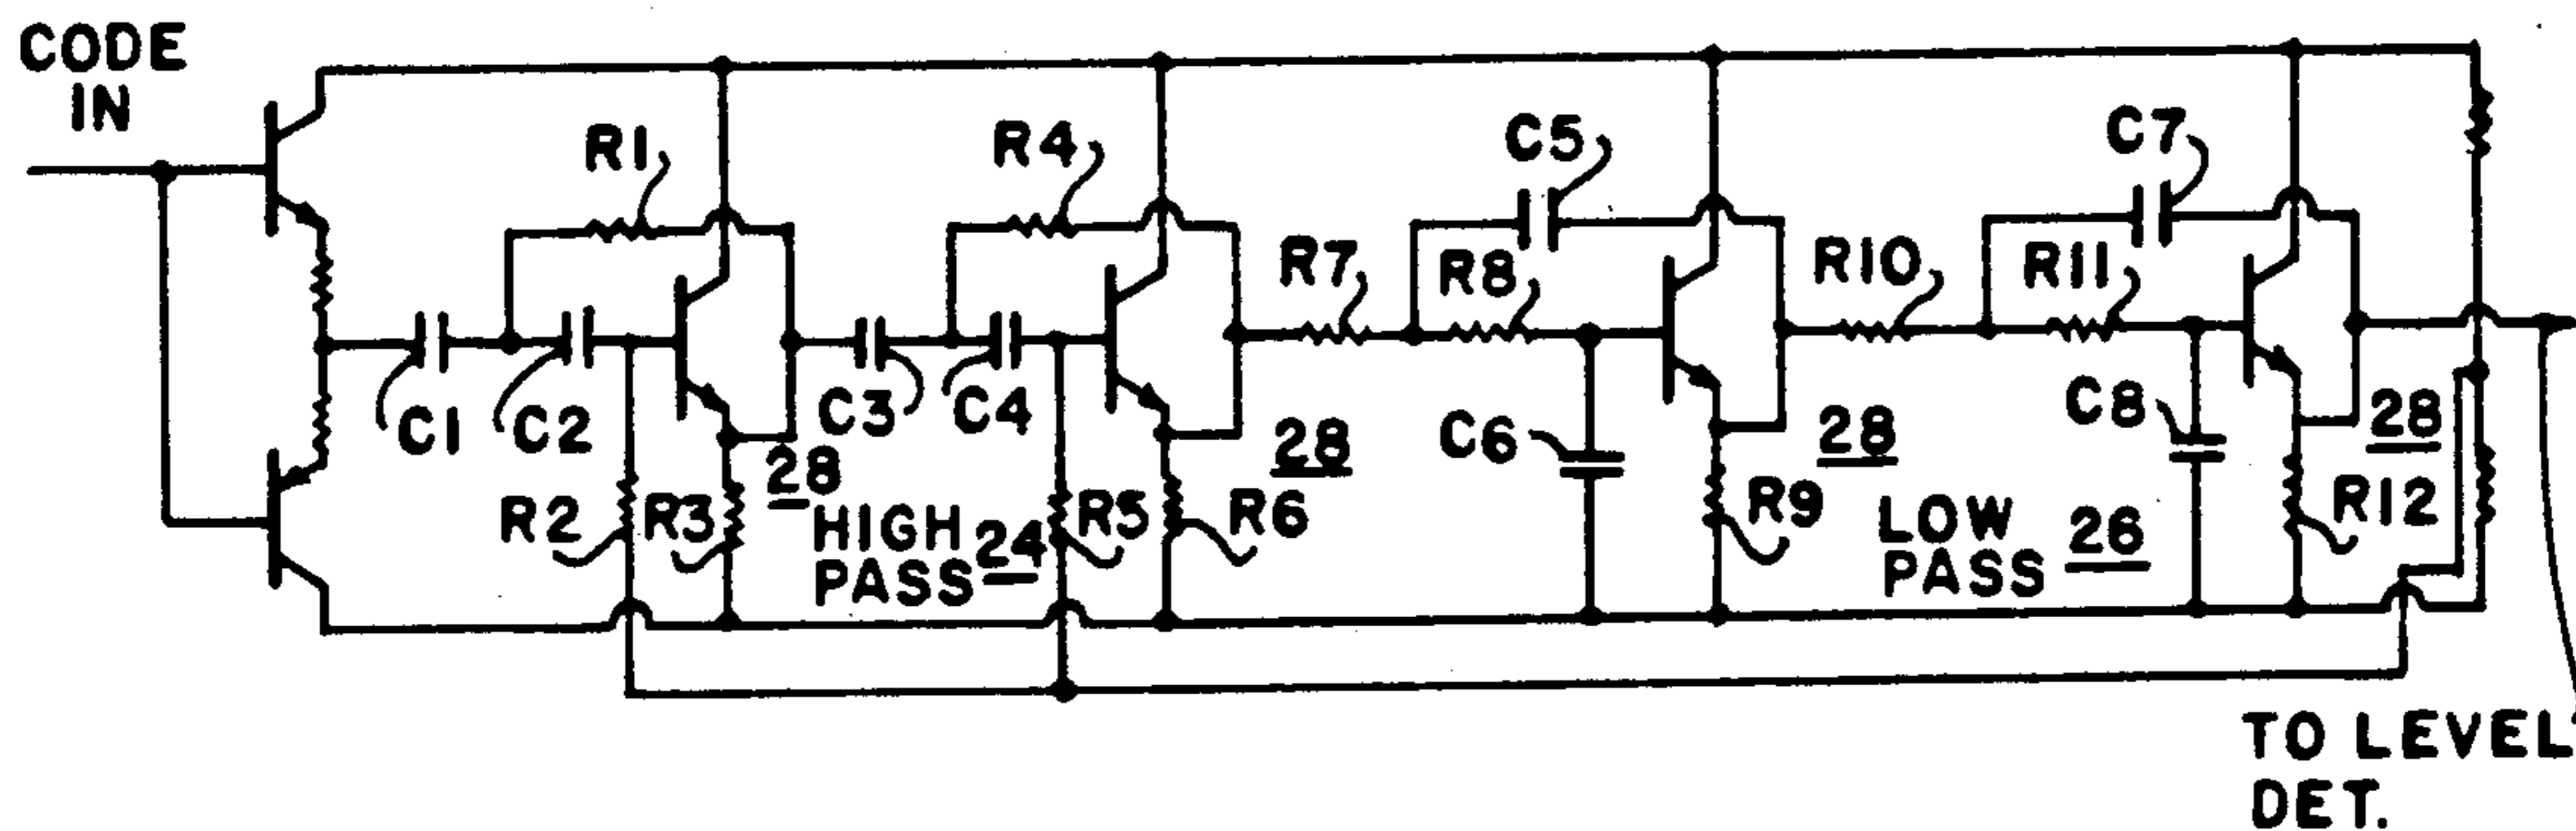 CODE
IN
R1
R4
C5
C7
R7
R8
R10
R11
C1
C2
C3
C4
28
C6
28
C8
28
R2
R3
28
HIGH
PASS 24
R5
R6
R9
LOW
PASS 26
R12
TO LEVEL
DET.